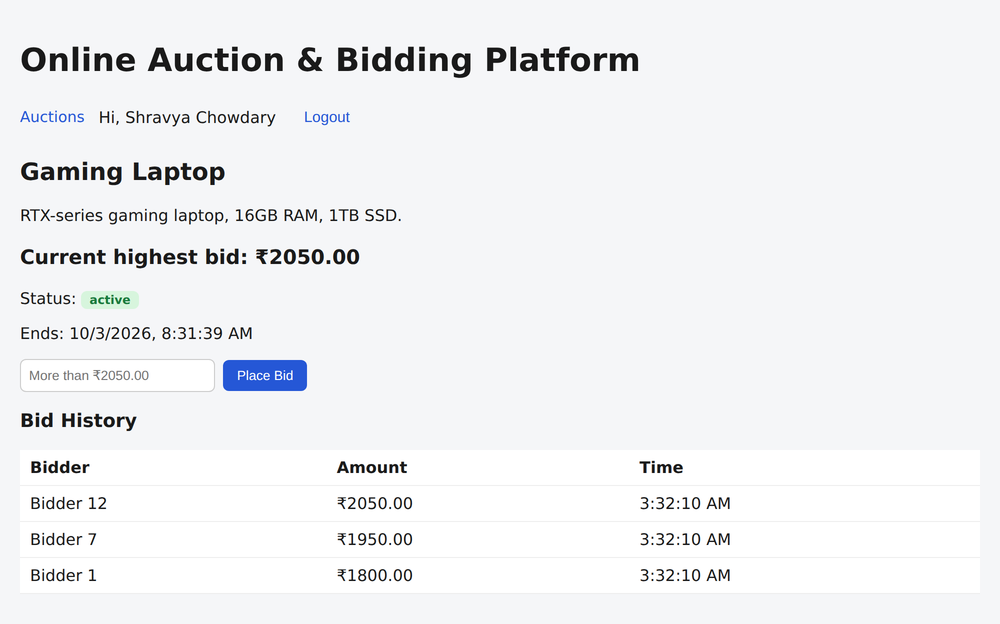 Online Auction & Bidding Platform
Auctions Hi, Shravya Chowdary Logout
Gaming Laptop
RTX-series gaming laptop, 16GB RAM, 1TB SSD.
Current highest bid: ₹2050.00
Status: active
Ends: 10/3/2026, 8:31:39 AM
More than ₹2050.00 Place Bid
Bid History
Bidder Amount Time
Bidder 12 ₹2050.00 3:32:10 AM
Bidder 7 ₹1950.00 3:32:10 AM
Bidder 1 ₹1800.00 3:32:10 AM